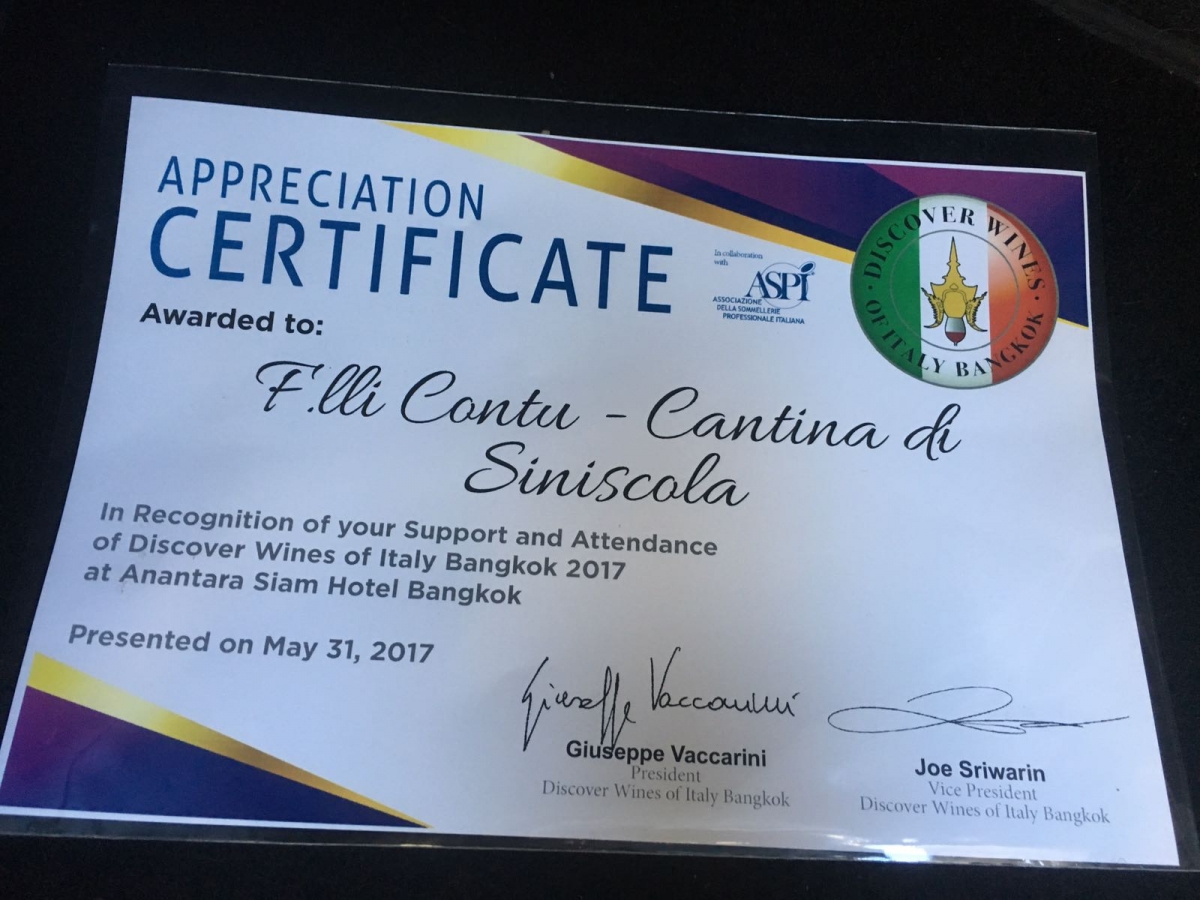 APPRECIATION
CERTIFICATE
In collaboration
with
ASPI
ASSOCIAZIONE
DELLA SOMMELLERIE
PROFESSIONALE ITALIANA
DISCOVER WINES
OF ITALY BANGKOK
Awarded to:
F.lli Contu - Cantina di
Siniscola
In Recognition of your Support and Attendance
of Discover Wines of Italy Bangkok 2017
at Anantara Siam Hotel Bangkok
Presented on May 31, 2017
Giuseppe Vaccarini
Giuseppe Vaccarini
President
Discover Wines of Italy Bangkok
Joe Sriwarin
Vice President
Discover Wines of Italy Bangkok